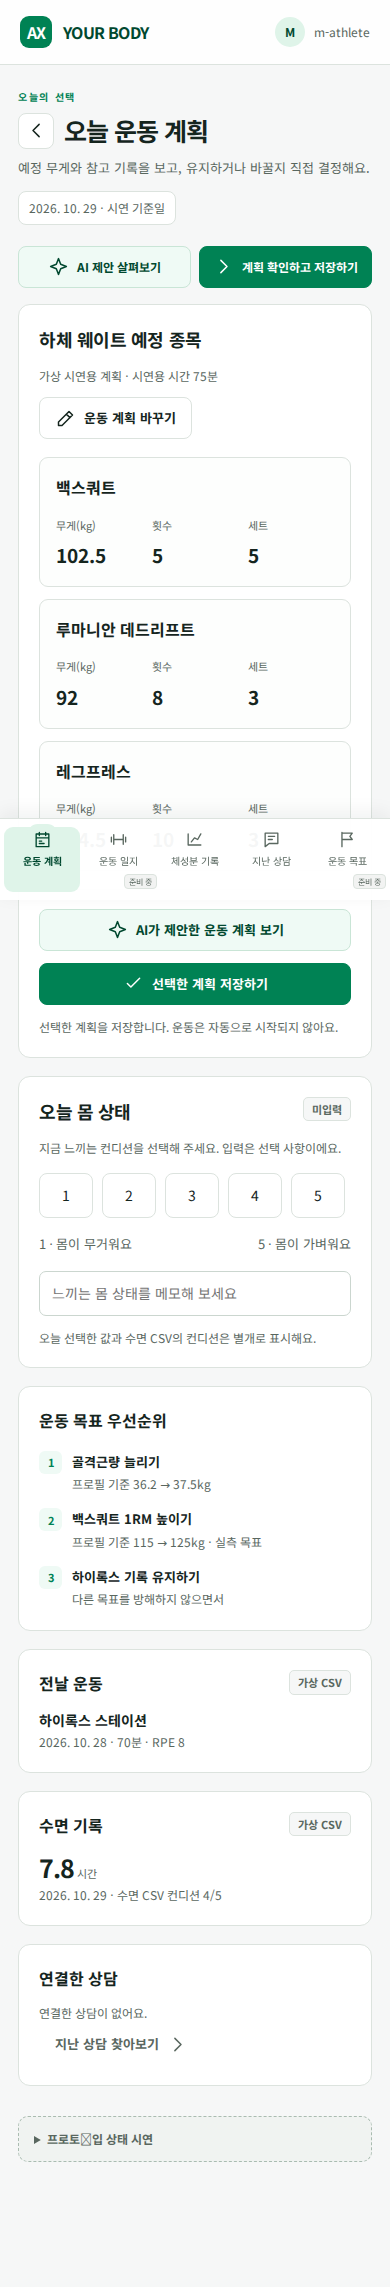 AX YOUR BODY
M m-athlete
오늘의 선택
오늘 운동 계획
예정 무게와 참고 기록을 보고, 유지하거나 바꿀지 직접 결정해요.
2026. 10. 29 · 시연 기준일
AI 제안 살펴보기
계획 확인하고 저장하기
하체 웨이트 예정 종목
가상 시연용 계획 · 시연용 시간 75분
운동 계획 바꾸기
백스쿼트
무게(kg) 횟수 세트
102.5 5 5
루마니안 데드리프트
무게(kg) 횟수 세트
92 8 3
레그프레스
무게(kg) 횟수 세트
4.5 10 3
운동 계획 운동 일지 체성분 기록 지난 상담 운동 목표
준비 중 준비 중
AI가 제안한 운동 계획 보기
선택한 계획 저장하기
선택한 계획을 저장합니다. 운동은 자동으로 시작되지 않아요.
오늘 몸 상태
미입력
지금 느끼는 컨디션을 선택해 주세요. 입력은 선택 사항이에요.
1 2 3 4 5
1 · 몸이 무거워요 5 · 몸이 가벼워요
느끼는 몸 상태를 메모해 보세요
오늘 선택한 값과 수면 CSV의 컨디션은 별개로 표시해요.
운동 목표 우선순위
1 골격근량 늘리기
프로필 기준 36.2 → 37.5kg
2 백스쿼트 1RM 높이기
프로필 기준 115 → 125kg · 실측 목표
3 하이록스 기록 유지하기
다른 목표를 방해하지 않으면서
전날 운동
가상 CSV
하이록스 스테이션
2026. 10. 28 · 70분 · RPE 8
수면 기록
가상 CSV
7.8 시간
2026. 10. 29 · 수면 CSV 컨디션 4/5
연결한 상담
연결한 상담이 없어요.
지난 상담 찾아보기
프로토입 상태 시연